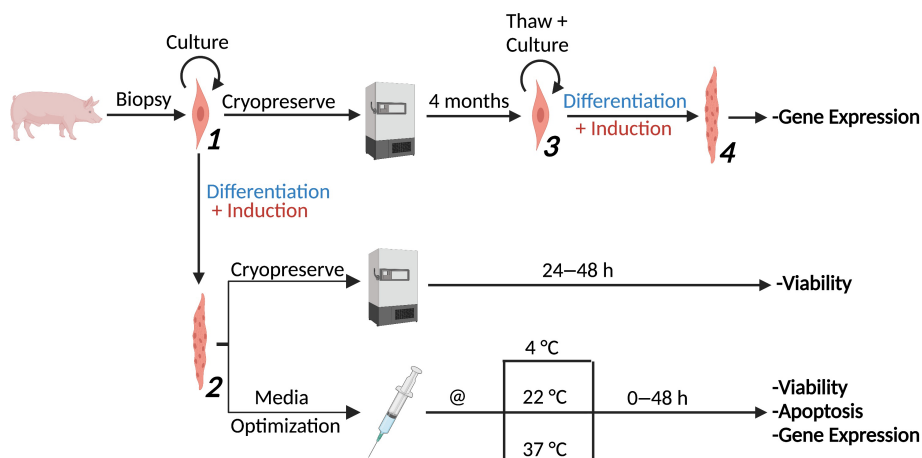 Culture
Biopsy
1
Cryopreserve
4 months
Thaw +
Culture
3
Differentiation
+ Induction
4
-Gene Expression
Differentiation
+ Induction
2
Cryopreserve
24–48 h
-Viability
Media
Optimization
@
4 °C
22 °C
37 °C
0–48 h
-Viability
-Apoptosis
-Gene Expression